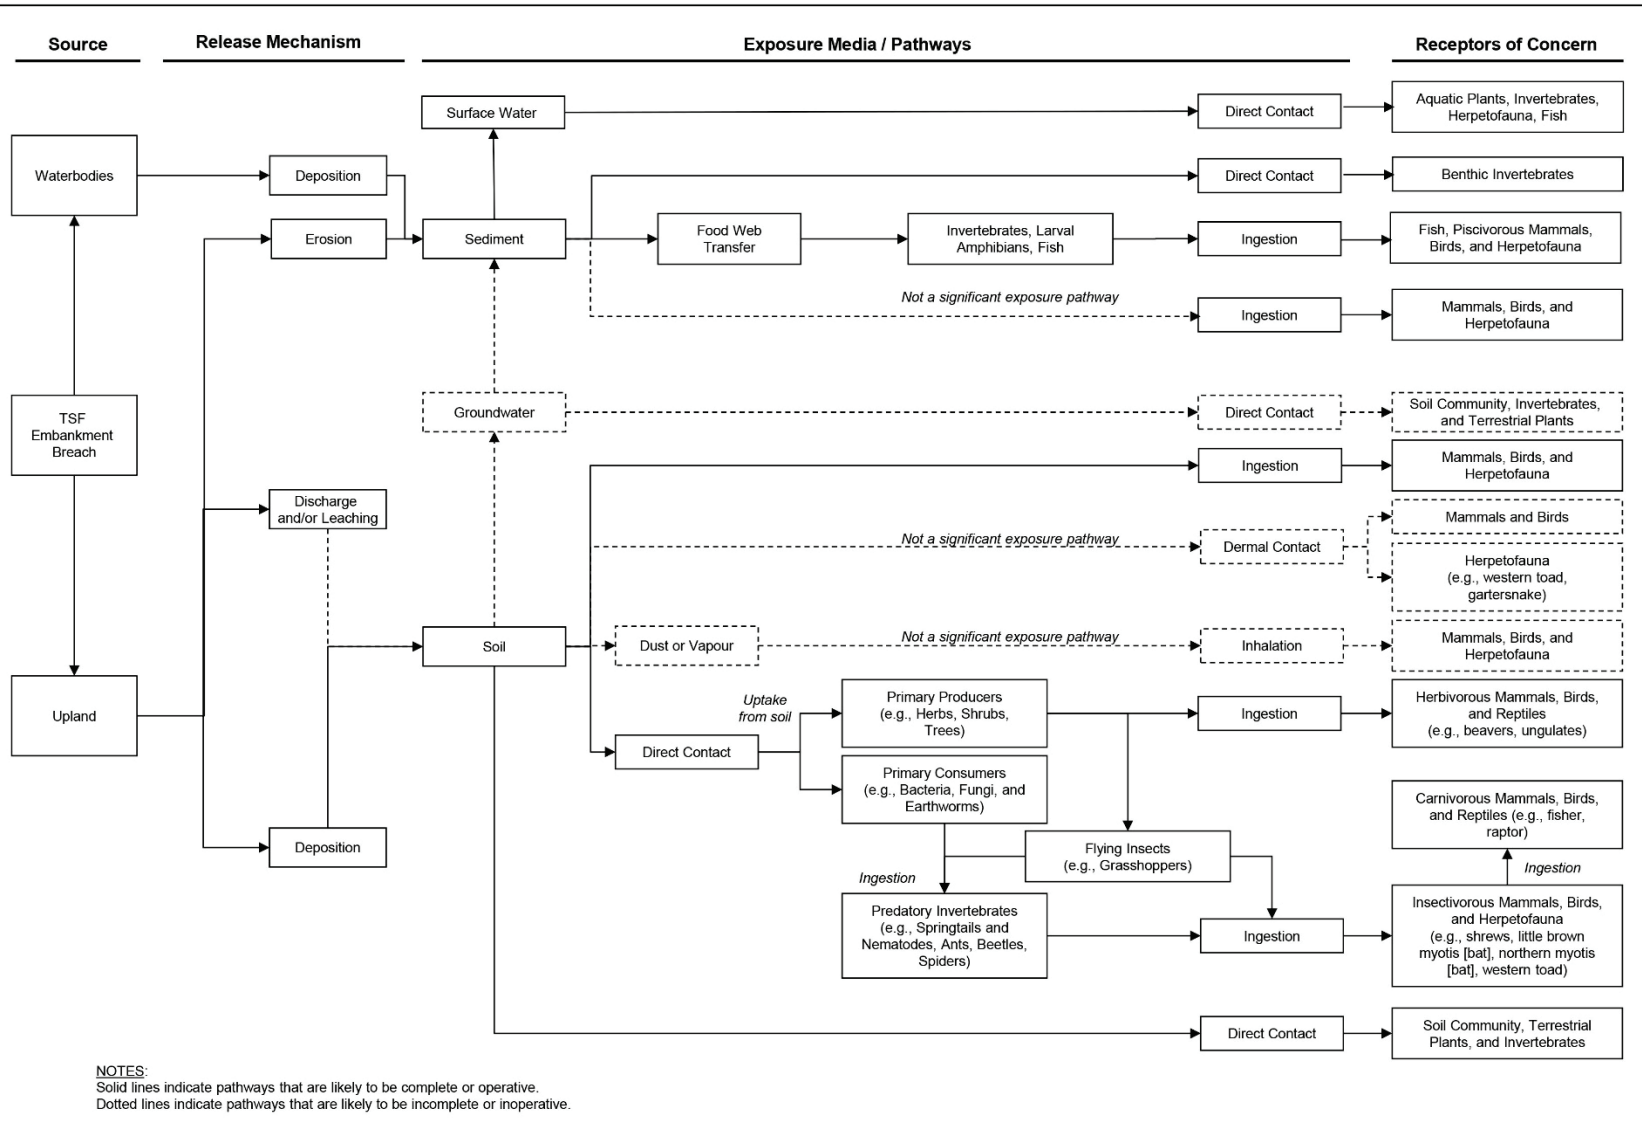 Source
Release Mechanism
Exposure Media / Pathways
Receptors of Concern
Surface Water
Direct Contact
Aquatic Plants, Invertebrates,
Herpetofauna, Fish
Waterbodies
Deposition
Direct Contact
Benthic Invertebrates
Erosion
Sediment
Food Web
Transfer
Invertebrates, Larval
Amphibians, Fish
Ingestion
Fish, Piscivorous Mammals,
Birds, and Herpetofauna
Not a significant exposure pathway
Ingestion
Mammals, Birds, and
Herpetofauna
TSF
Embankment
Breach
Groundwater
Direct Contact
Soil Community, Invertebrates,
and Terrestrial Plants
Ingestion
Mammals, Birds, and
Herpetofauna
Discharge
and/or Leaching
Not a significant exposure pathway
Dermal Contact
Mammals and Birds
Herpetofauna
(e.g., western toad,
gartersnake)
Soil
Dust or Vapour
Not a significant exposure pathway
Inhalation
Mammals, Birds, and
Herpetofauna
Upland
Uptake
from soil
Direct Contact
Primary Producers
(e.g., Herbs, Shrubs,
Trees)
Ingestion
Herbivorous Mammals, Birds,
and Reptiles
(e.g., beavers, ungulates)
Primary Consumers
(e.g., Bacteria, Fungi, and
Earthworms)
Carnivorous Mammals, Birds,
and Reptiles (e.g., fisher,
raptor)
Deposition
Flying Insects
(e.g., Grasshoppers)
Ingestion
Ingestion
Predatory Invertebrates
(e.g., Springtails and
Nematodes, Ants, Beetles,
Spiders)
Ingestion
Insectivorous Mammals, Birds,
and Herpetofauna
(e.g., shrews, little brown
myotis [bat], northern myotis
[bat], western toad)
Direct Contact
Soil Community, Terrestrial
Plants, and Invertebrates
NOTES:
Solid lines indicate pathways that are likely to be complete or operative.
Dotted lines indicate pathways that are likely to be incomplete or inoperative.